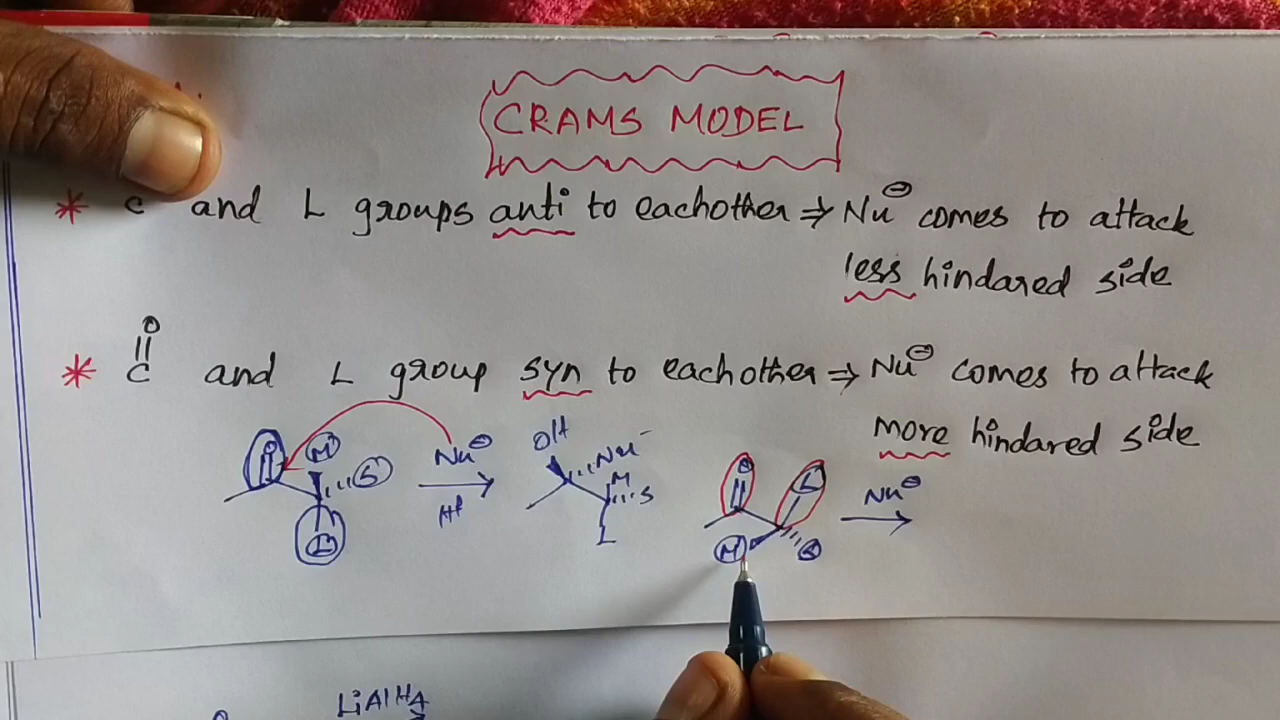 CRAMS MODEL
* C and L groups anti to eachother ⇒ Nu⊖ comes to attack
less hindared side
O
||
* C and L group syn to eachother ⇒ Nu⊖ comes to attack
more hindared side
O M S L Nu⊖ H⊕ OH Nu⁻ M S L O L M S Nu⊖
LiAlH4